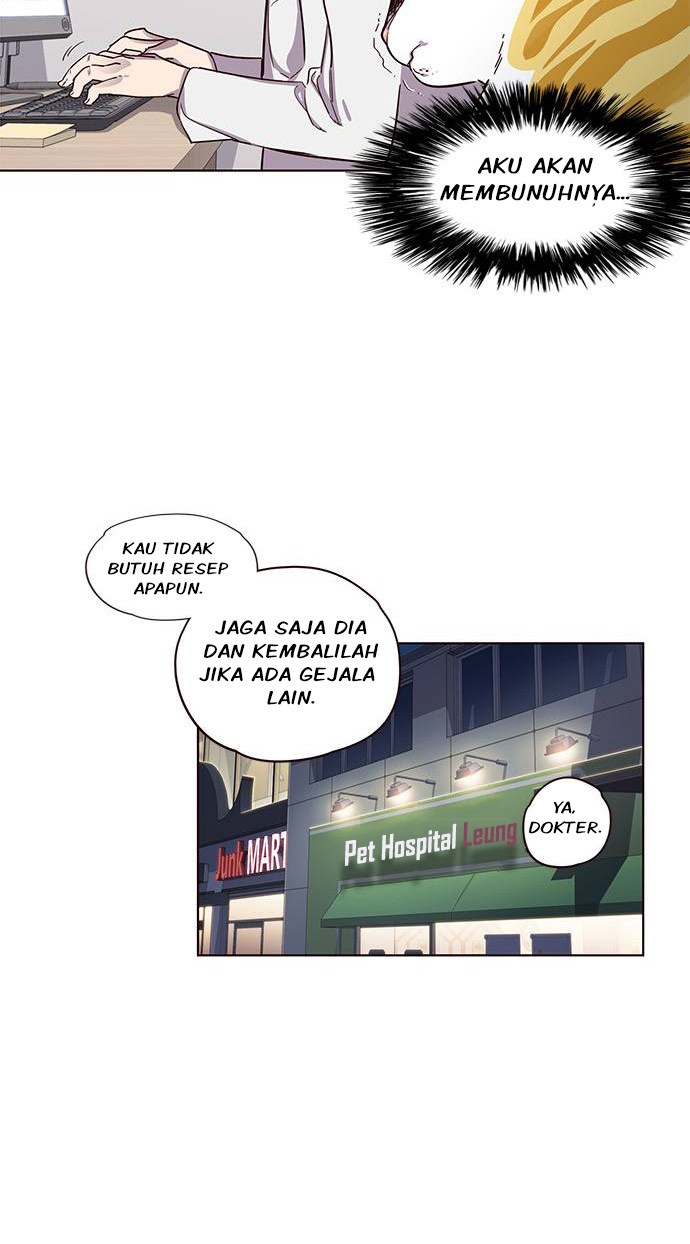 AKU AKAN
MEMBUNUHNYA...
KAU TIDAK
BUTUH RESEP
APAPUN.
JAGA SAJA DIA
DAN KEMBALILAH
JIKA ADA GEJALA
LAIN.
YA,
DOKTER.
Junk MART
Pet Hospital Leung